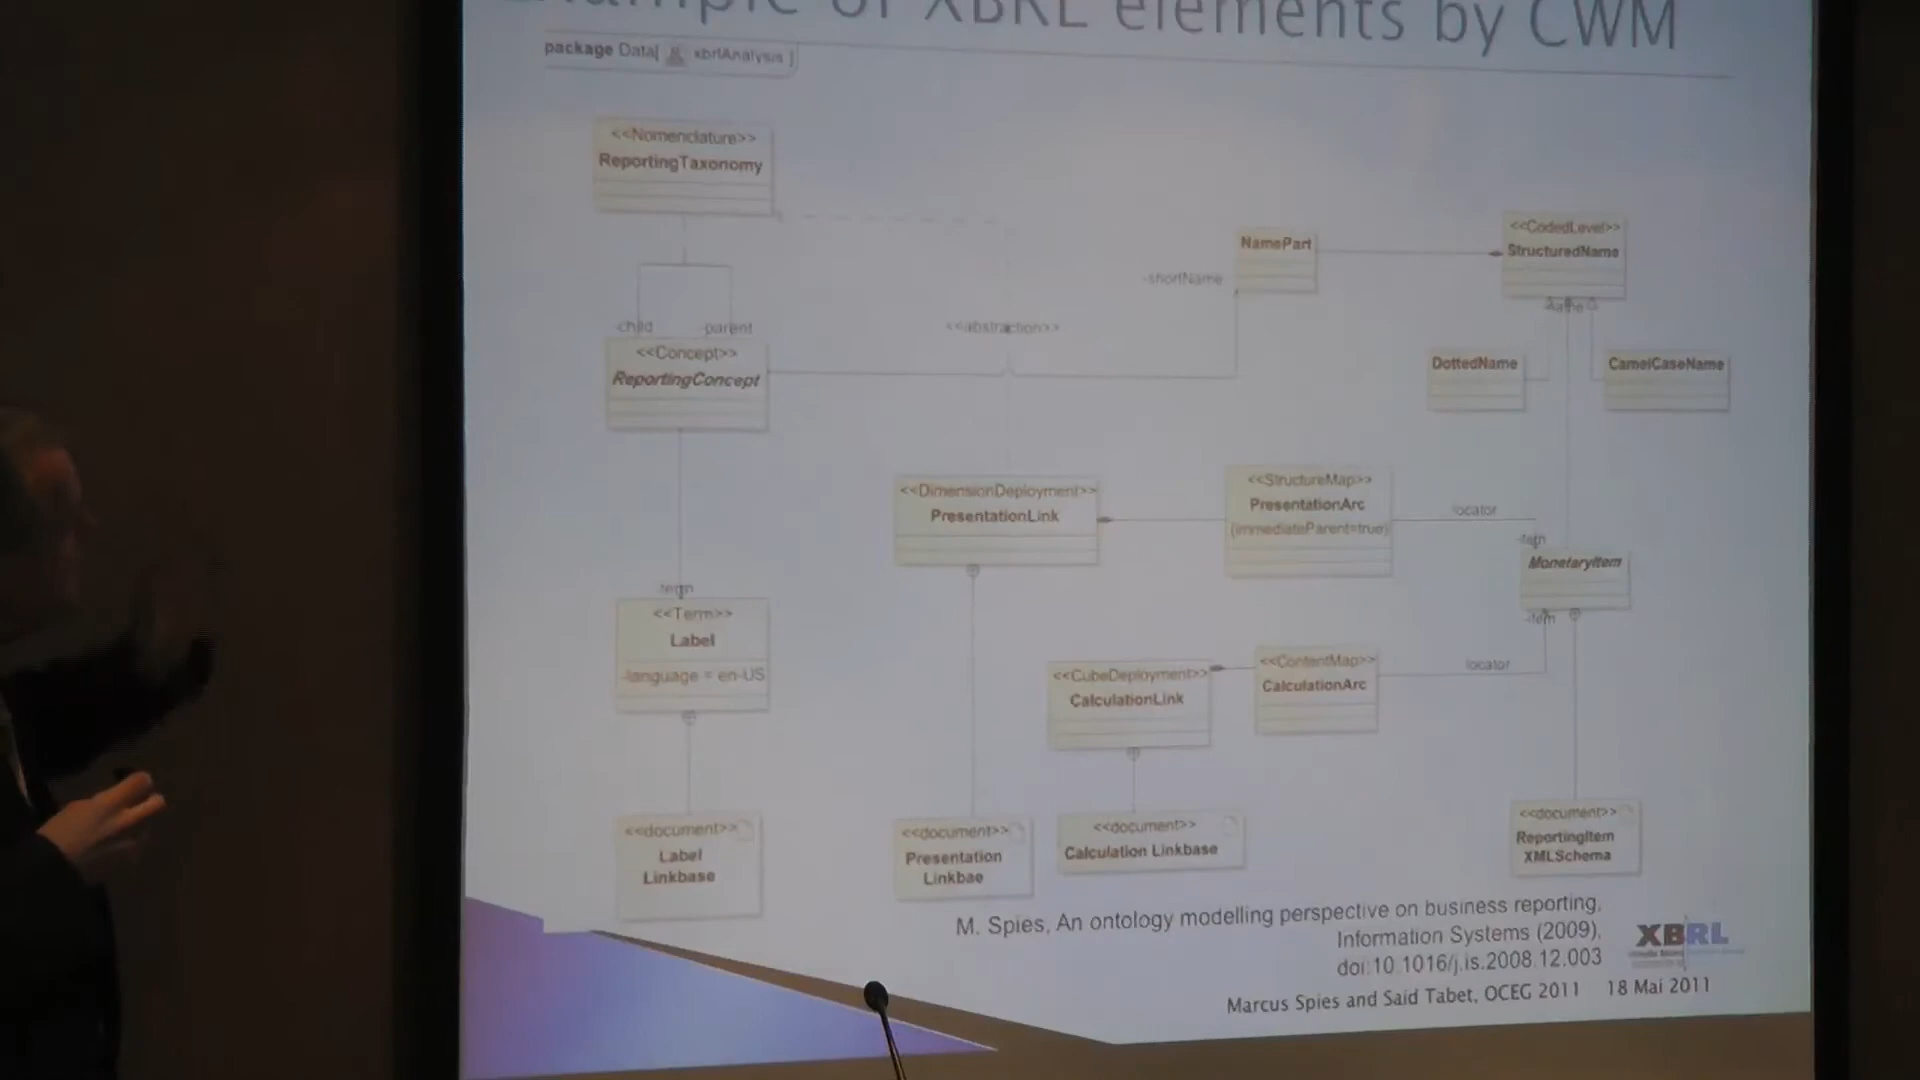 Example of XBRL elements by CWM
package Data[ xbrlAnalysis ]
<<Nomenclature>>
ReportingTaxonomy
-child
-parent
<<Concept>>
ReportingConcept
<<abstraction>>
-shortName
NamePart
<<CodedLevel>>
StructuredName
DottedName
CamelCaseName
<<DimensionDeployment>>
PresentationLink
<<StructureMap>>
PresentationArc
{immediateParent=true}
locator
MonetaryItem
-item
-term
<<Term>>
Label
-language = en-US
<<CubeDeployment>>
CalculationLink
<<ContentMap>>
CalculationArc
locator
<<document>>
Label
Linkbase
<<document>>
Presentation
Linkbae
<<document>>
Calculation Linkbase
<<document>>
ReportingItem
XMLSchema
M. Spies, An ontology modelling perspective on business reporting,
Information Systems (2009),
doi:10.1016/j.is.2008.12.003
XBRL
Marcus Spies and Said Tabet, OCEG 2011 18 Mai 2011